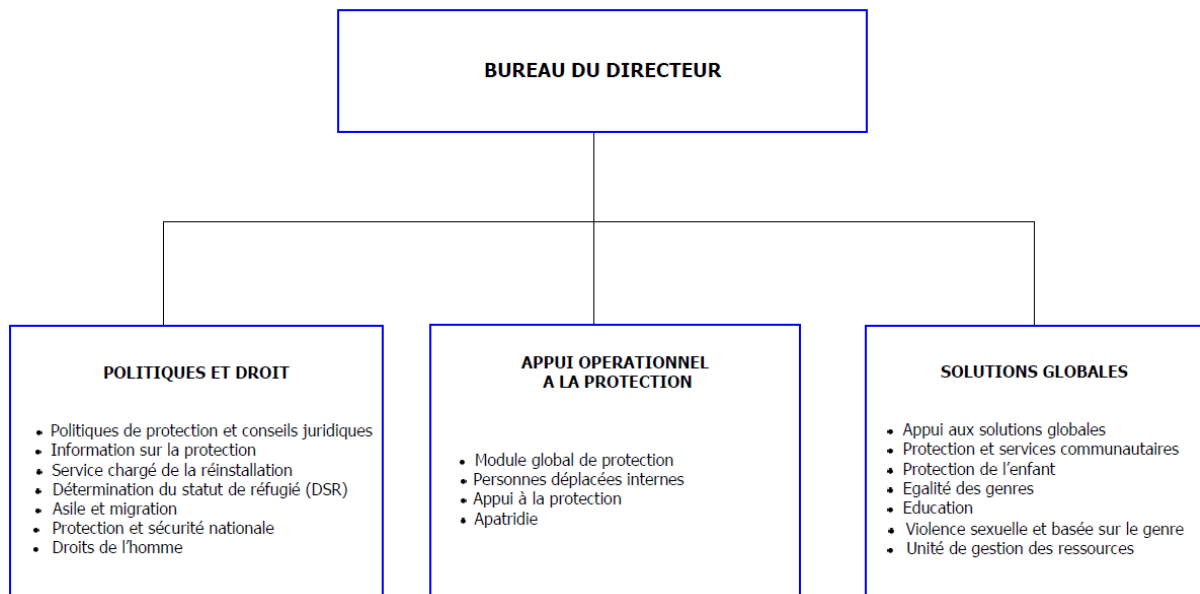 BUREAU DU DIRECTEUR
POLITIQUES ET DROIT
• Politiques de protection et conseils juridiques
• Information sur la protection
• Service chargé de la réinstallation
• Détermination du statut de réfugié (DSR)
• Asile et migration
• Protection et sécurité nationale
• Droits de l'homme
APPUI OPERATIONNEL
A LA PROTECTION
• Module global de protection
• Personnes déplacées internes
• Appui à la protection
• Apatridie
SOLUTIONS GLOBALES
• Appui aux solutions globales
• Protection et services communautaires
• Protection de l'enfant
• Egalité des genres
• Education
• Violence sexuelle et basée sur le genre
• Unité de gestion des ressources